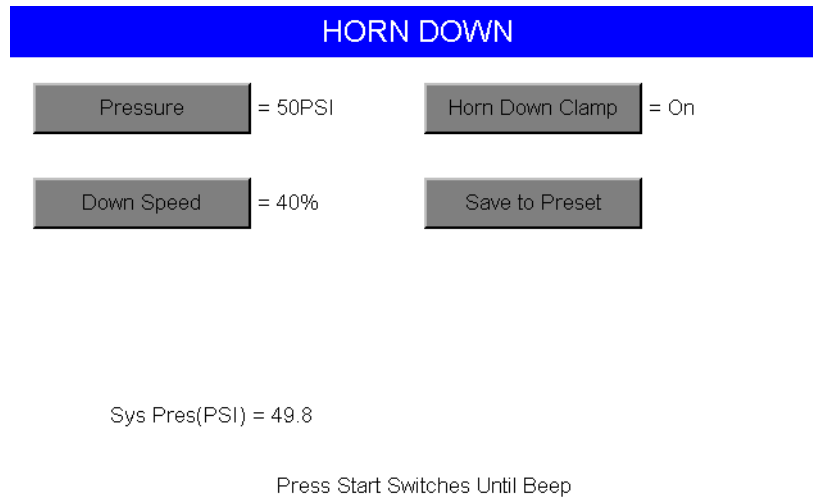 HORN DOWN
Pressure = 50PSI Horn Down Clamp = On
Down Speed = 40% Save to Preset
Sys Pres(PSI) = 49.8
Press Start Switches Until Beep